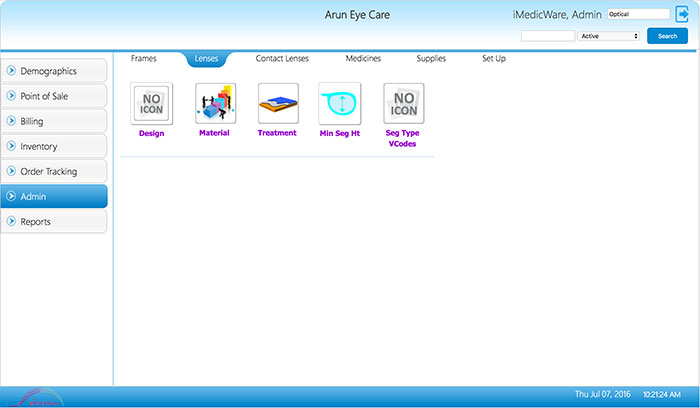 Arun Eye Care
iMedicWare, Admin
Optical
Active
Search
Frames
Lenses
Contact Lenses
Medicines
Supplies
Set Up
Demographics
Point of Sale
Billing
Inventory
Order Tracking
Admin
Reports
NO
ICON
NO
ICON
Design
Material
Treatment
Min Seg Ht
Seg Type
VCodes
Thu Jul 07, 2016
10:21:24 AM